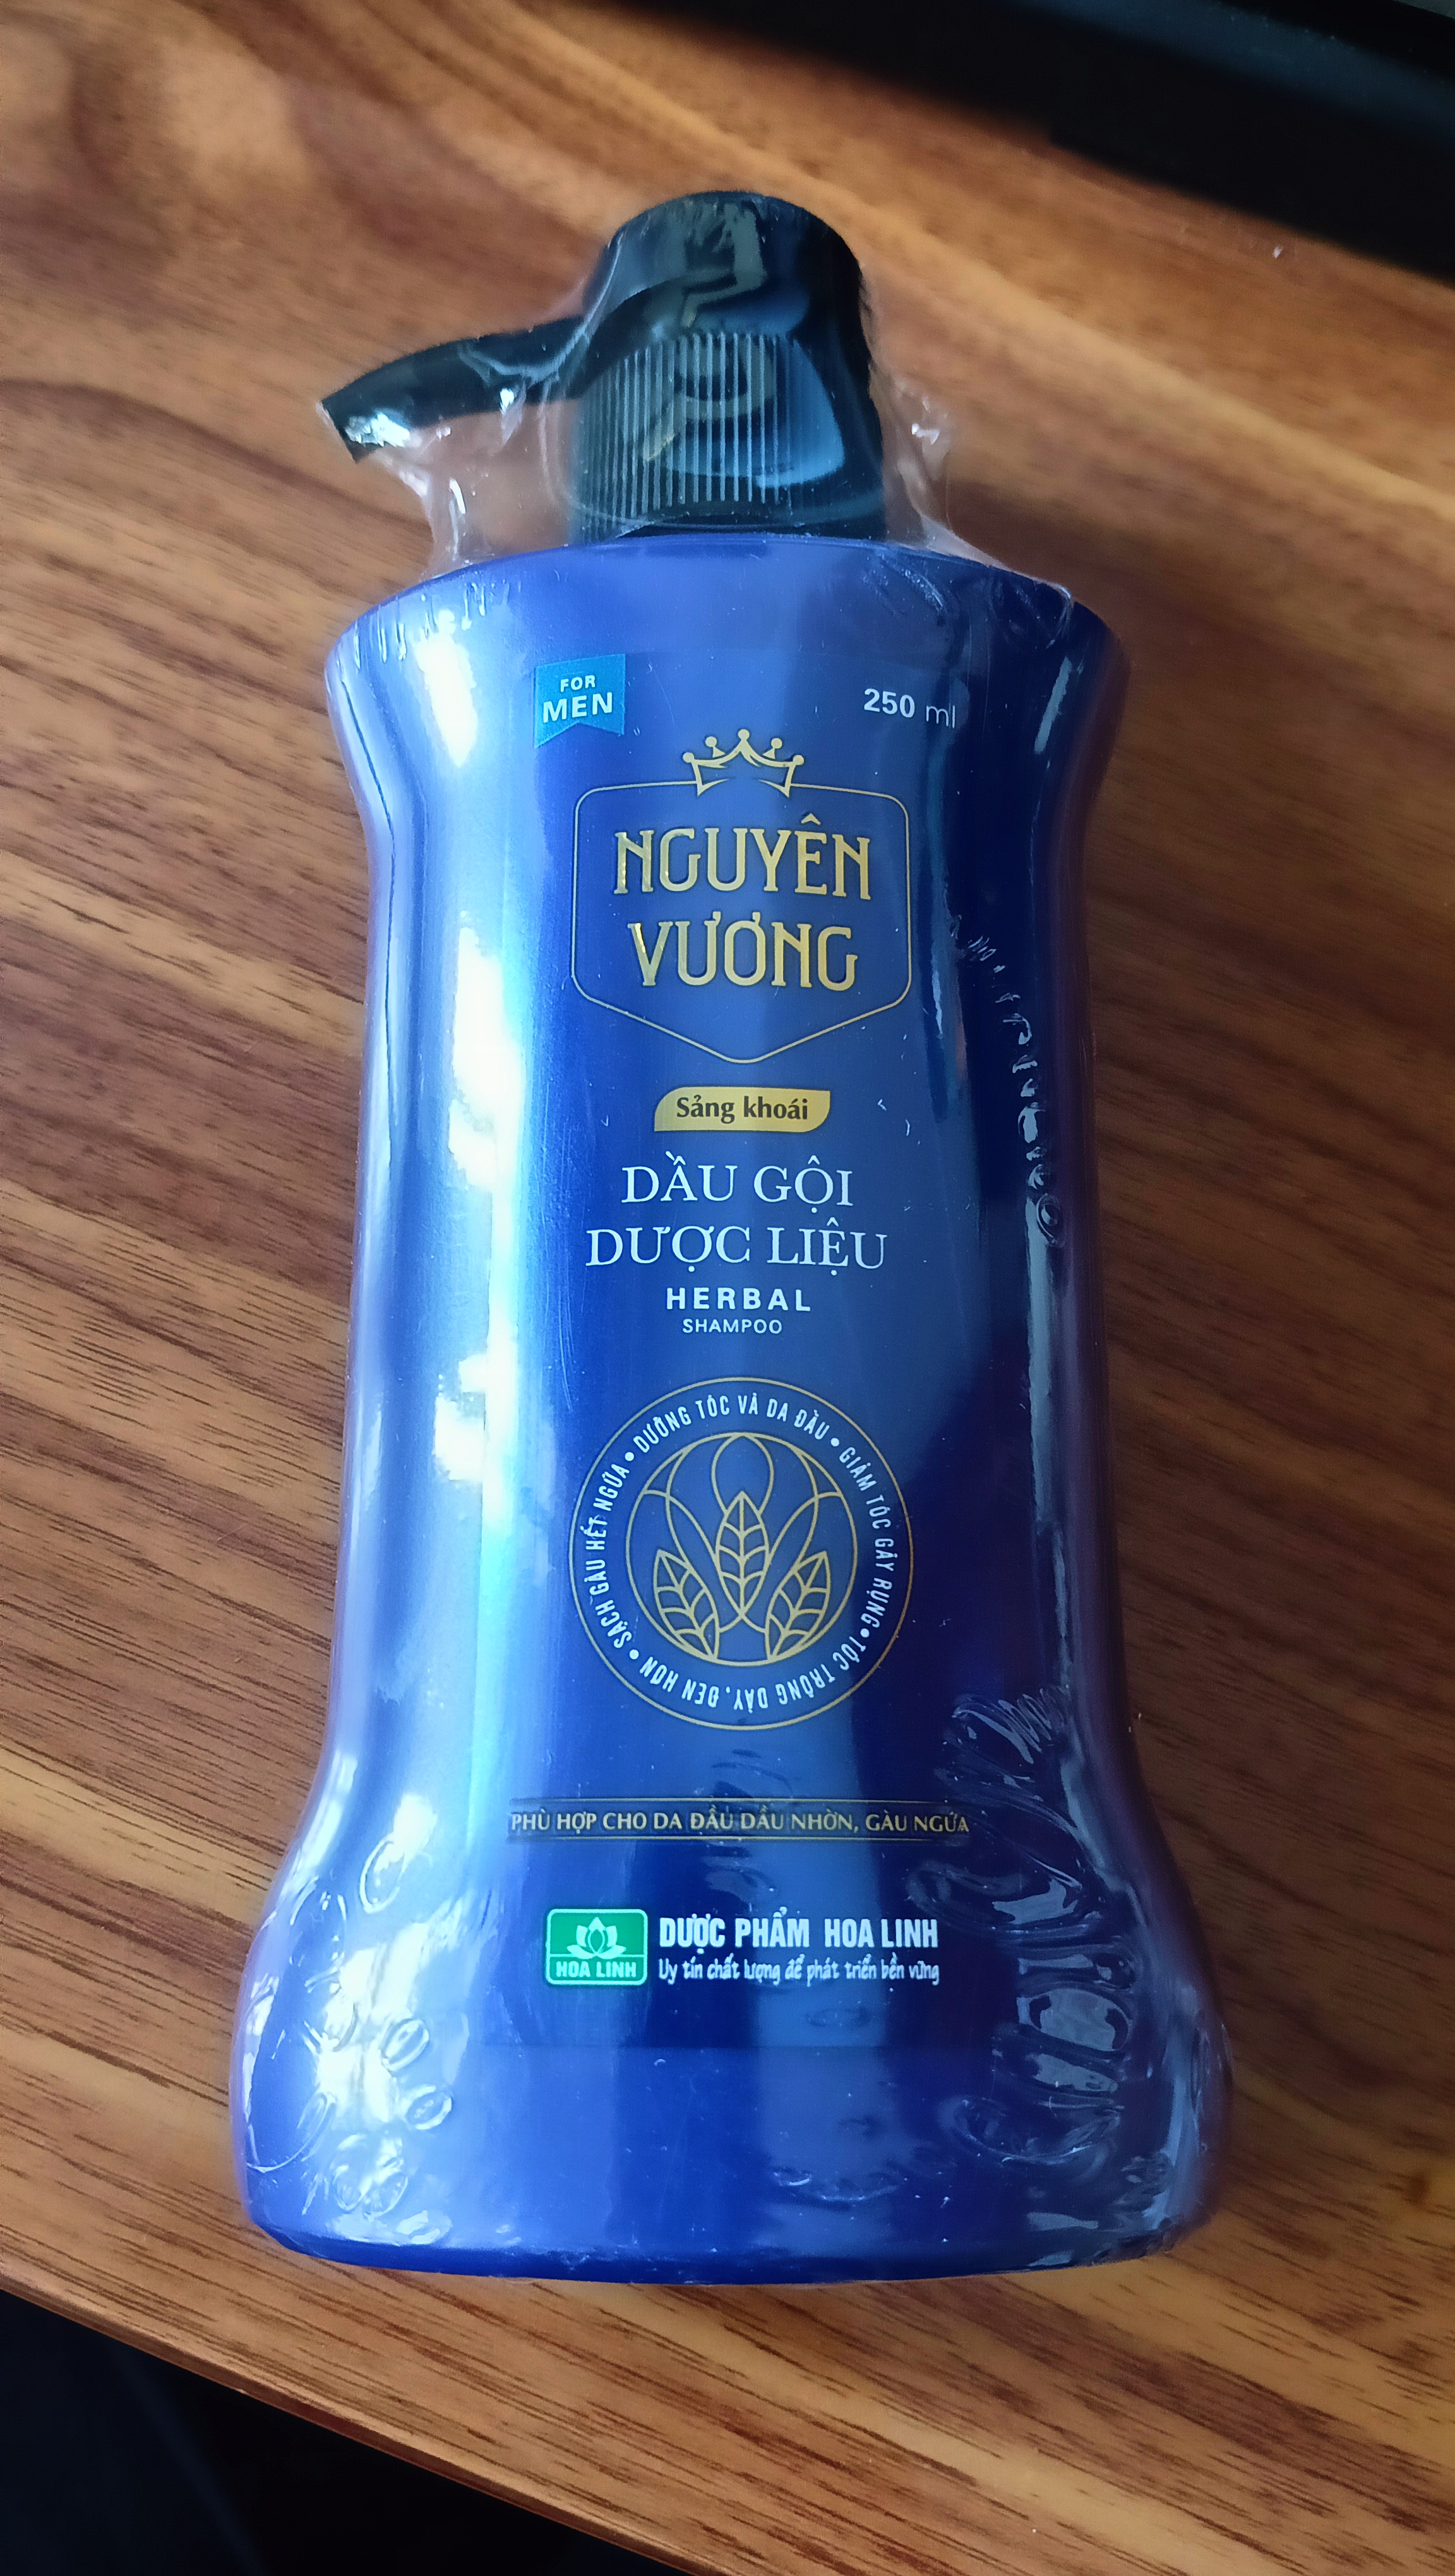 FOR
MEN
250 ml
NGUYÊN
VƯƠNG
Sảng khoái
DẦU GỘI
DƯỢC LIỆU
HERBAL
SHAMPOO
SẠCH GÀU HẾT NGỨA • DƯỠNG TÓC VÀ DA ĐẦU • GIẢM TÓC GÃY RỤNG • TÓC TRÔNG DÀY, ĐEN HƠN •
PHÙ HỢP CHO DA ĐẦU DẦU NHỜN, GÀU NGỨA
HOA LINH
DƯỢC PHẨM HOA LINH
Uy tín chất lượng để phát triển bền vững